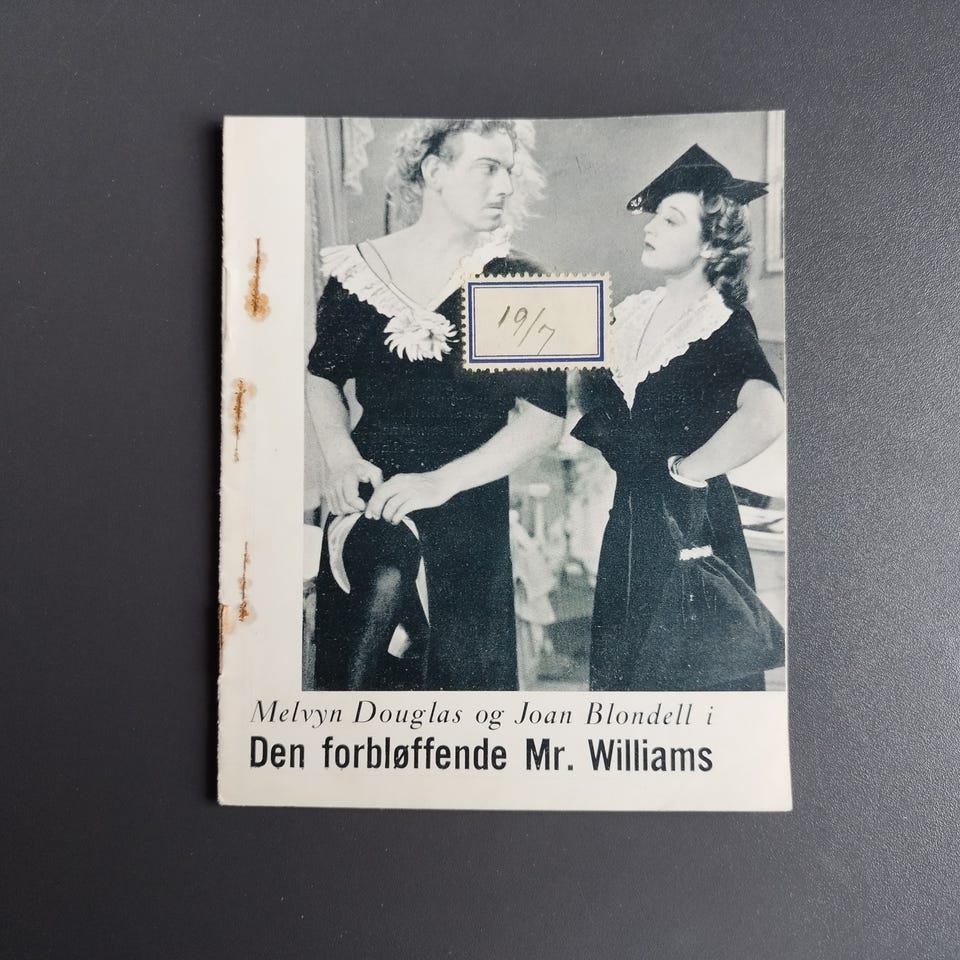 19/7
Melvyn Douglas og Joan Blondell i
Den forbløffende Mr. Williams